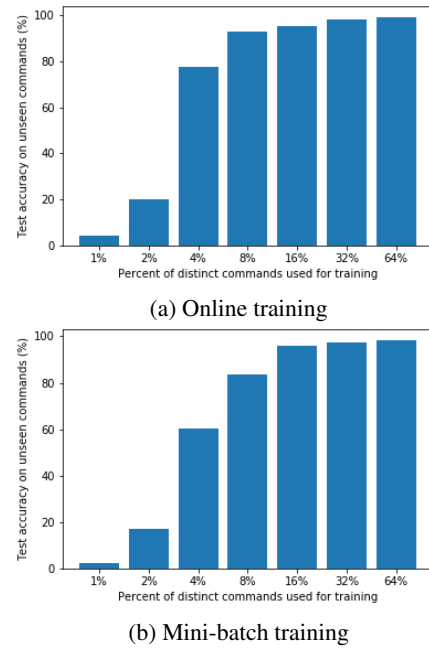 Test accuracy on unseen commands (%)
100
80
60
40
20
0
1% 2% 4% 8% 16% 32% 64%
Percent of distinct commands used for training
(a) Online training
Test accuracy on unseen commands (%)
100
80
60
40
20
0
1% 2% 4% 8% 16% 32% 64%
Percent of distinct commands used for training
(b) Mini-batch training